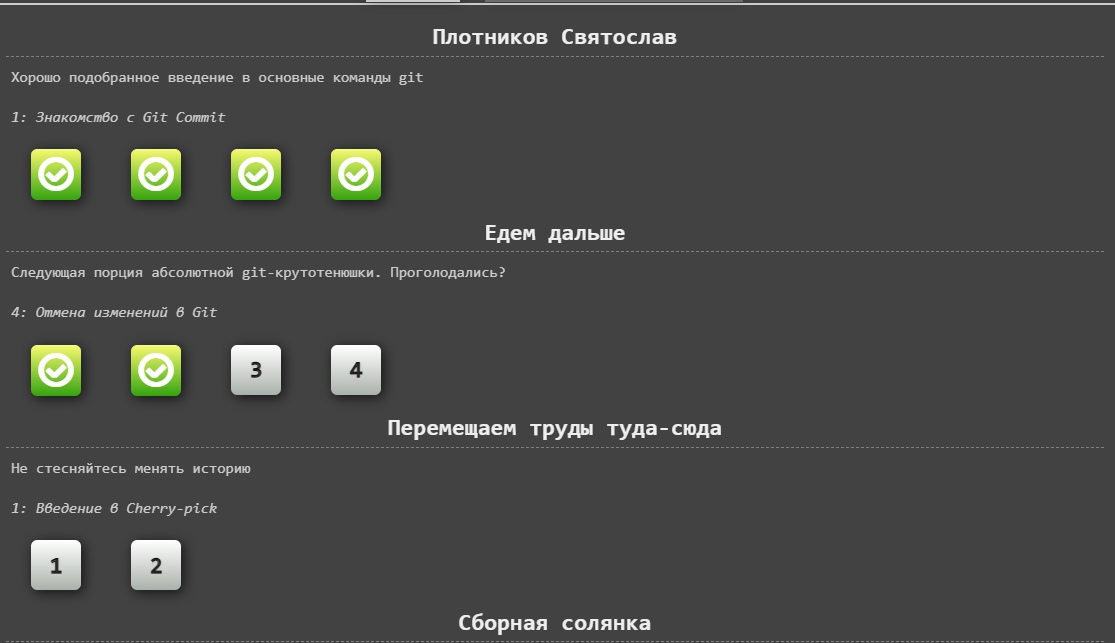 Плотников Святослав
Хорошо подобранное введение в основные команды git
1: Знакомство с Git Commit
Едем дальше
Следующая порция абсолютной git-крутотенюшки. Проголодались?
4: Отмена изменений в Git
3 4
Перемещаем труды туда-сюда
Не стесняйтесь менять историю
1: Введение в Cherry-pick
1 2
Сборная солянка